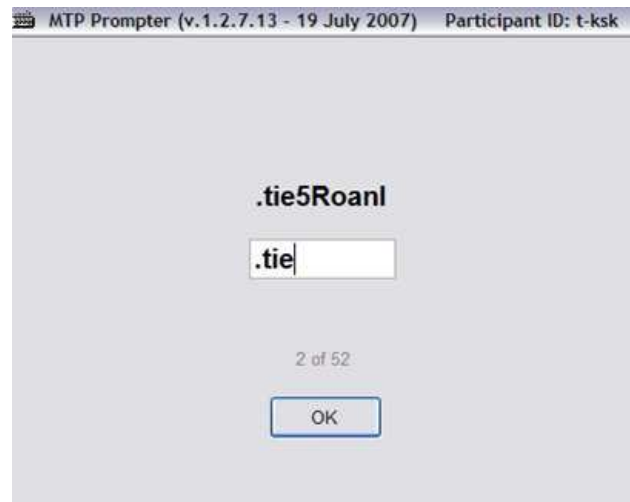 MTP Prompter (v.1.2.7.13 - 19 July 2007) Participant ID: t-ksk
.tie5Roanl
.tie
2 of 52
OK